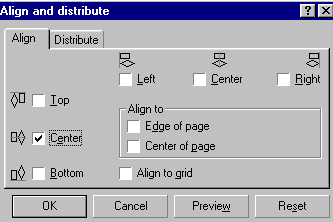 Align and distribute
Align Distribute
Left Center Right
Top
Align to
Edge of page
Center
Center of page
Bottom Align to grid
OK Cancel Preview Reset